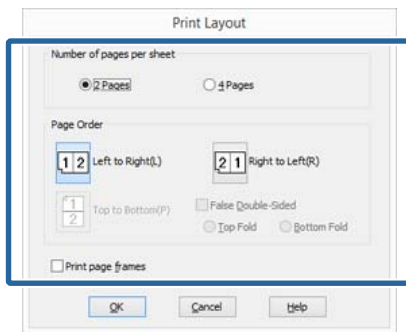 Print Layout
Number of pages per sheet
2 Pages 4 Pages
Page Order
1 2 Left to Right(L) 2 1 Right to Left(R)
1 2 Top to Bottom(P) False Double-Sided
Top Fold Bottom Fold
Print page frames
OK Cancel Help